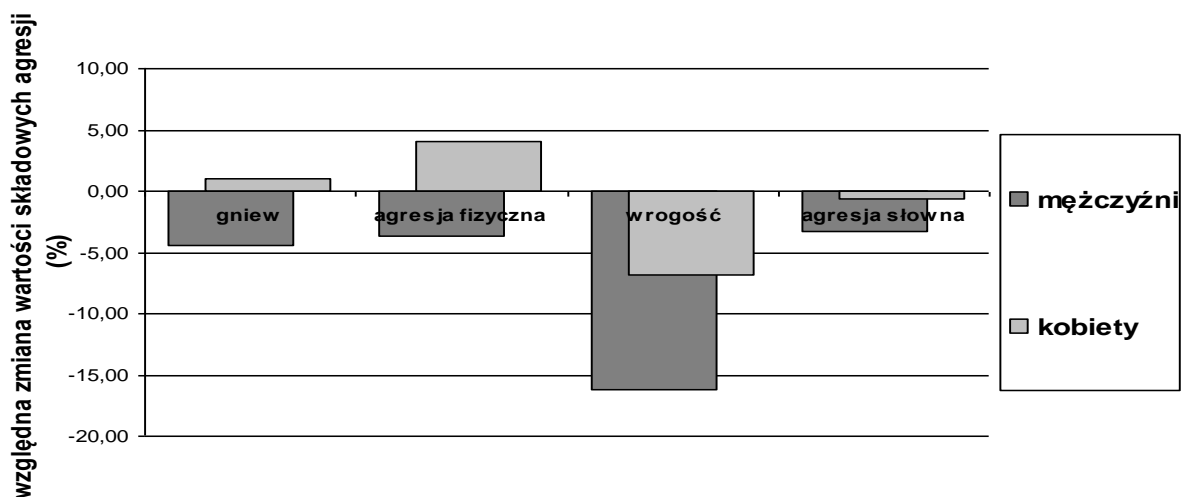 względna zmiana wartości składowych agresji
(%)
10,00
5,00
0,00
-5,00
-10,00
-15,00
-20,00
gniew
agresja fizyczna
wrogość
agresja słowna
mężczyźni
kobiety